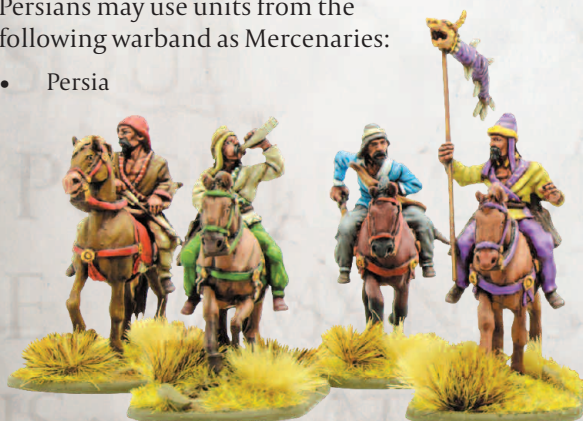 Persians may use units from the
following warband as Mercenaries:
• Persia